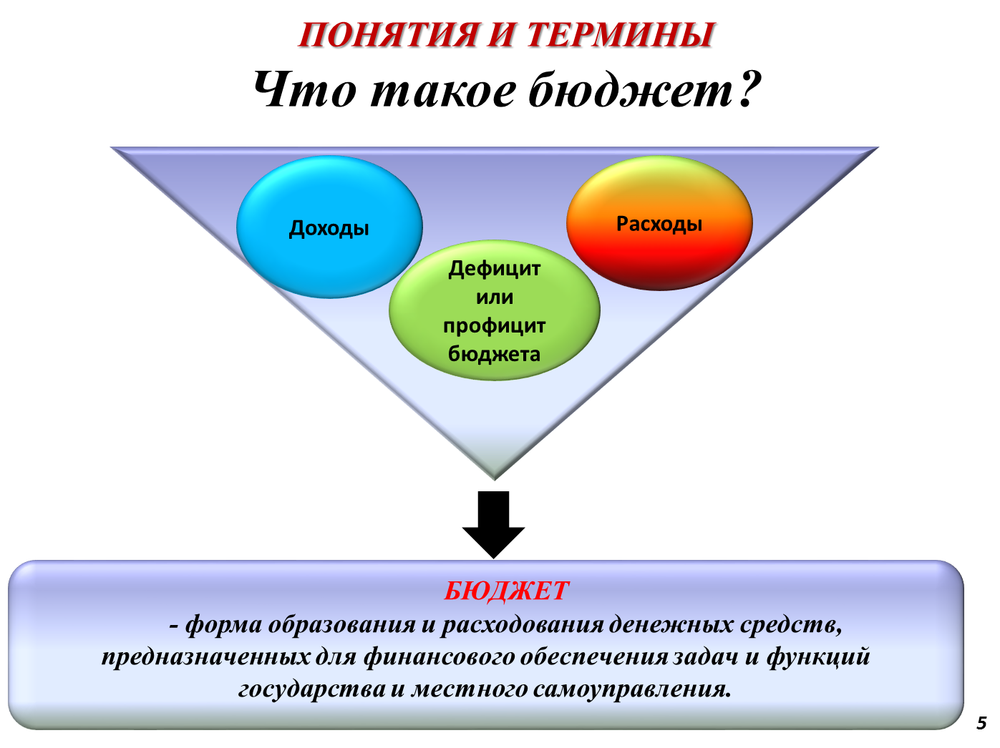 ПОНЯТИЯ И ТЕРМИНЫ
Что такое бюджет?
Доходы
Расходы
Дефицит
или
профицит
бюджета
БЮДЖЕТ
- форма образования и расходования денежных средств,
предназначенных для финансового обеспечения задач и функций
государства и местного самоуправления.
5